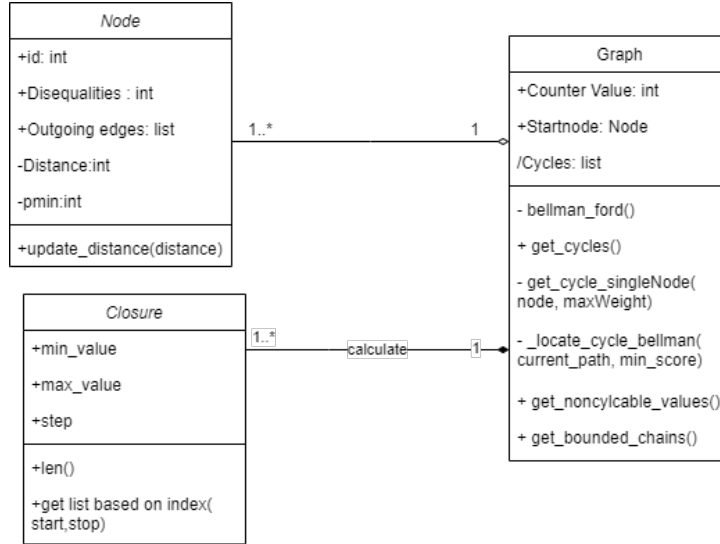 Node
+id: int
+Disequalities : int
+Outgoing edges: list
-Distance:int
-pmin:int
+update_distance(distance)
1..*
1
Graph
+Counter Value: int
+Startnode: Node
/Cycles: list
- bellman_ford()
+ get_cycles()
- get_cycle_singleNode(
node, maxWeight)
- _locate_cycle_bellman(
current_path, min_score)
+ get_noncylcable_values()
+ get_bounded_chains()
Closure
+min_value
+max_value
+step
+len()
+get list based on index(
start,stop)
1..*
calculate
1